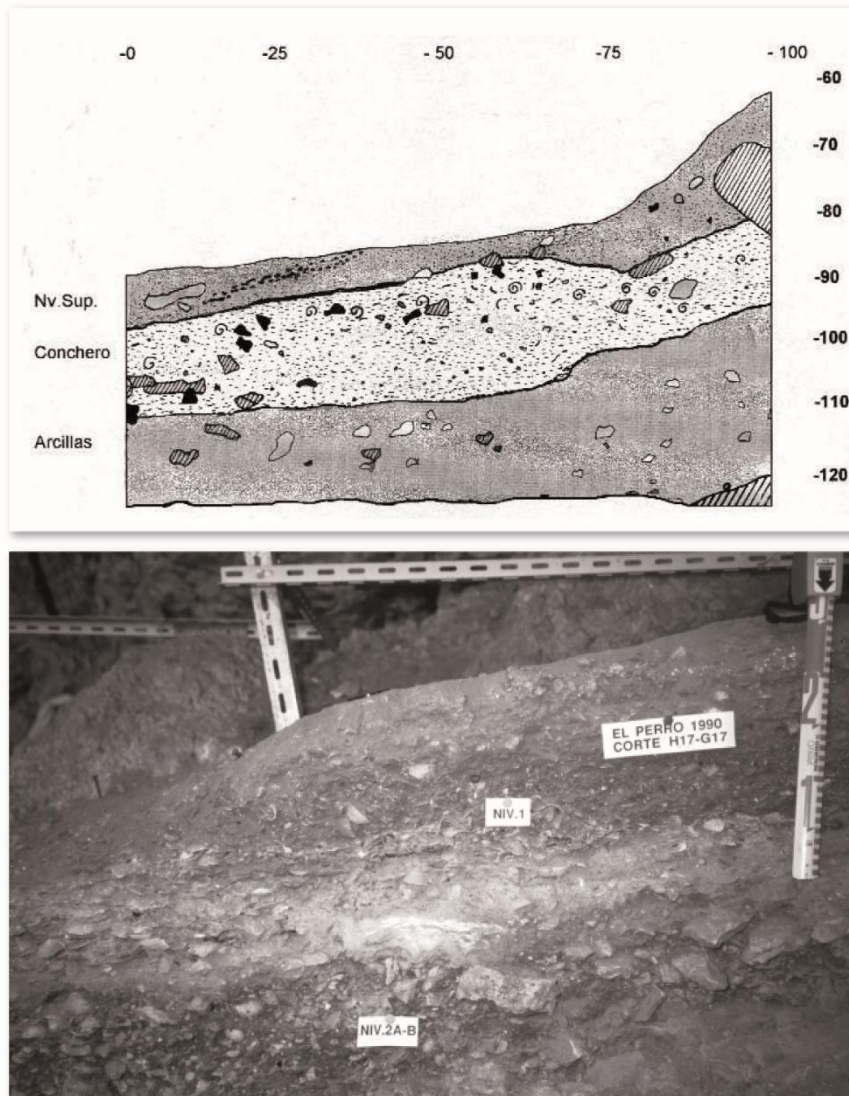 -0 -25 - 50 -75 - 100
-60
-70
-80
-90
Nv.Sup.
-100
Conchero
-110
Arcillas
-120
EL PERRO 1990
CORTE H17-G17
NIV.1
NIV.2A-B